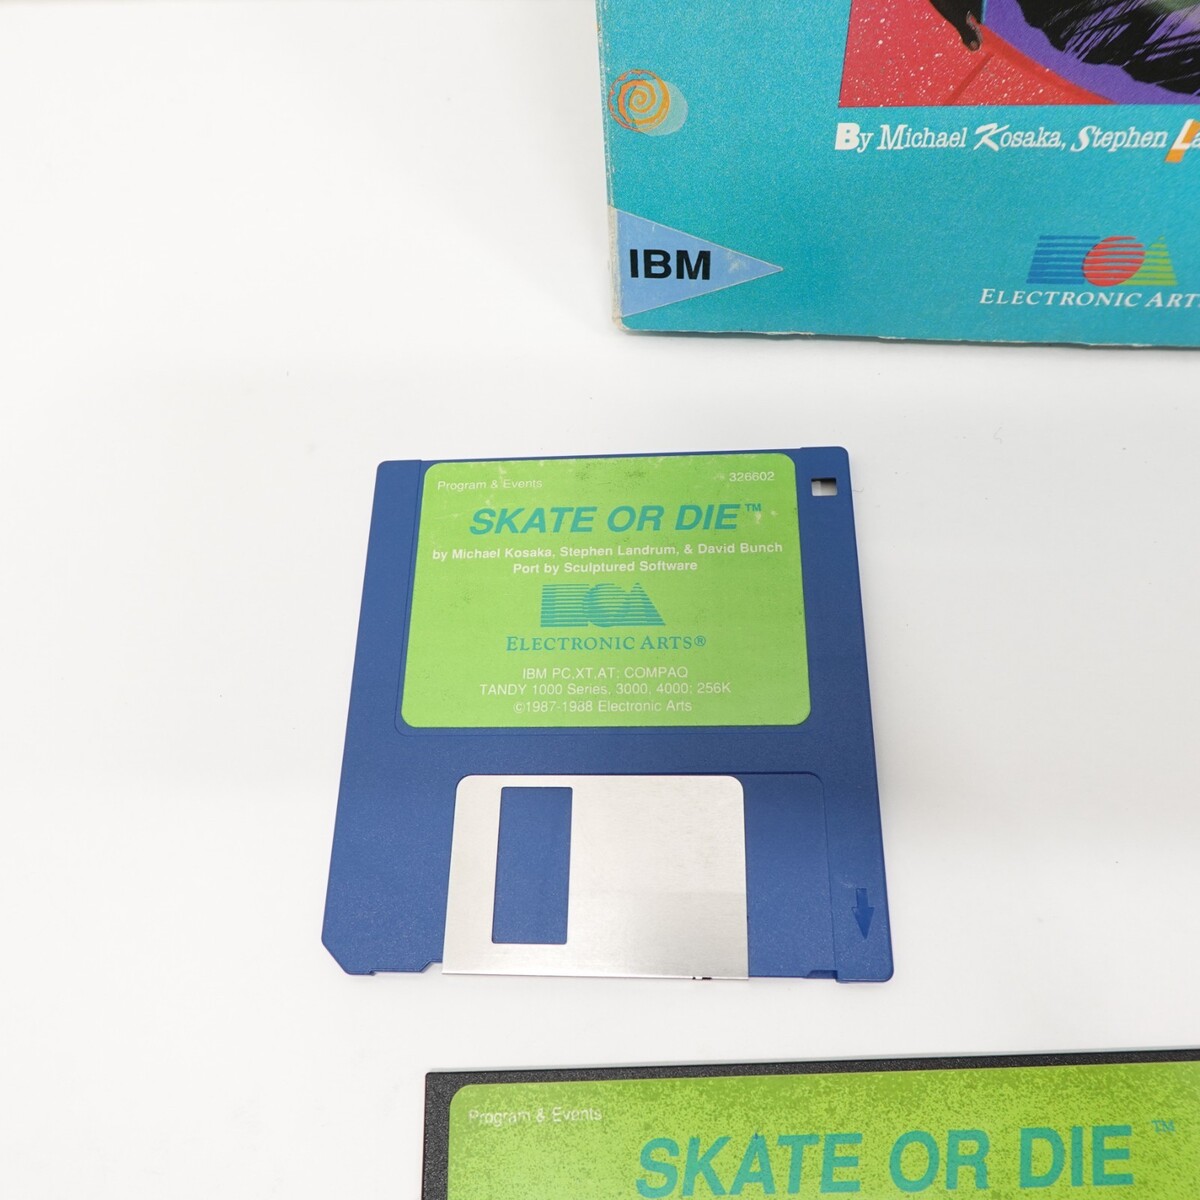 By Michael Kosaka, Stephen La
IBM
ELECTRONIC ARTS
Program & Events
326602
SKATE OR DIE™
by Michael Kosaka, Stephen Landrum, & David Bunch
Port by Sculptured Software
ELECTRONIC ARTS®
IBM PC,XT,AT; COMPAQ
TANDY 1000 Series, 3000, 4000; 256K
©1987-1988 Electronic Arts
Program & Events
SKATE OR DIE™